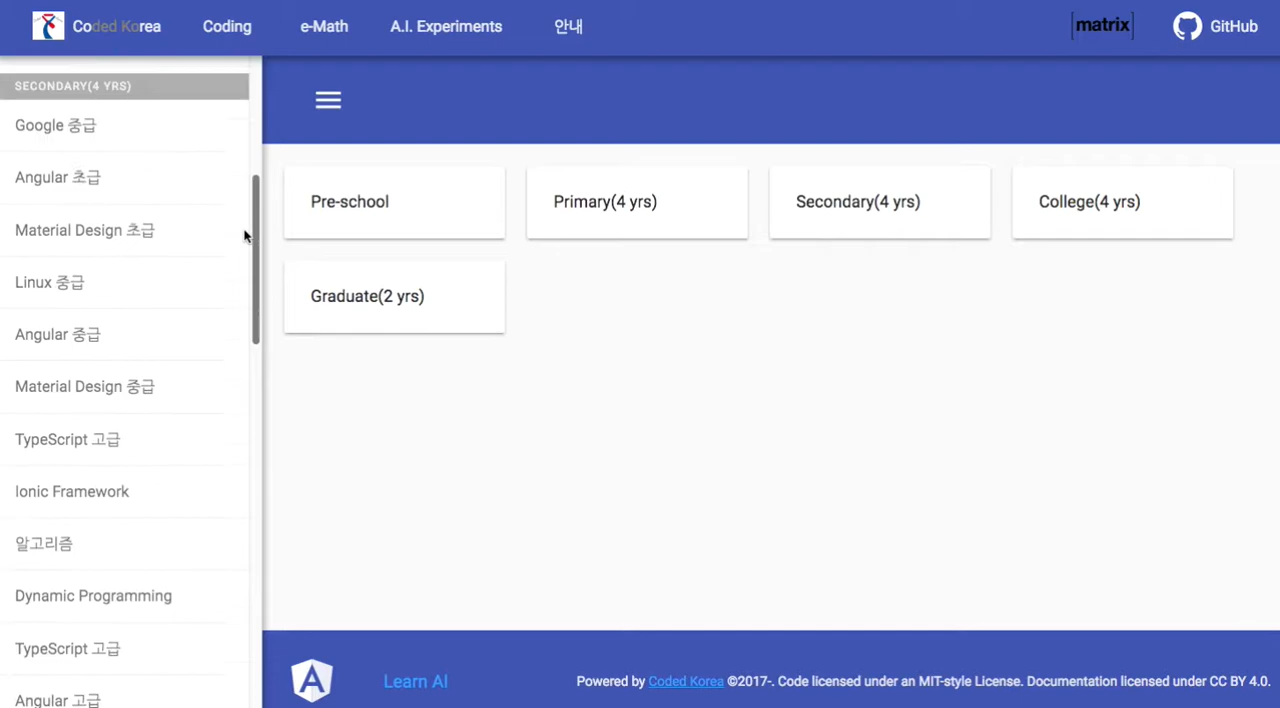 Coded Korea
Coding
e-Math
A.I. Experiments
안내
matrix
GitHub
SECONDARY(4 YRS)
Google 중급
Angular 초급
Material Design 초급
Linux 중급
Angular 중급
Material Design 중급
TypeScript 고급
Ionic Framework
알고리즘
Dynamic Programming
TypeScript 고급
Angular 고급
Pre-school
Primary(4 yrs)
Secondary(4 yrs)
College(4 yrs)
Graduate(2 yrs)
A
Learn AI
Powered by Coded Korea ©2017-. Code licensed under an MIT-style License. Documentation licensed under CC BY 4.0.